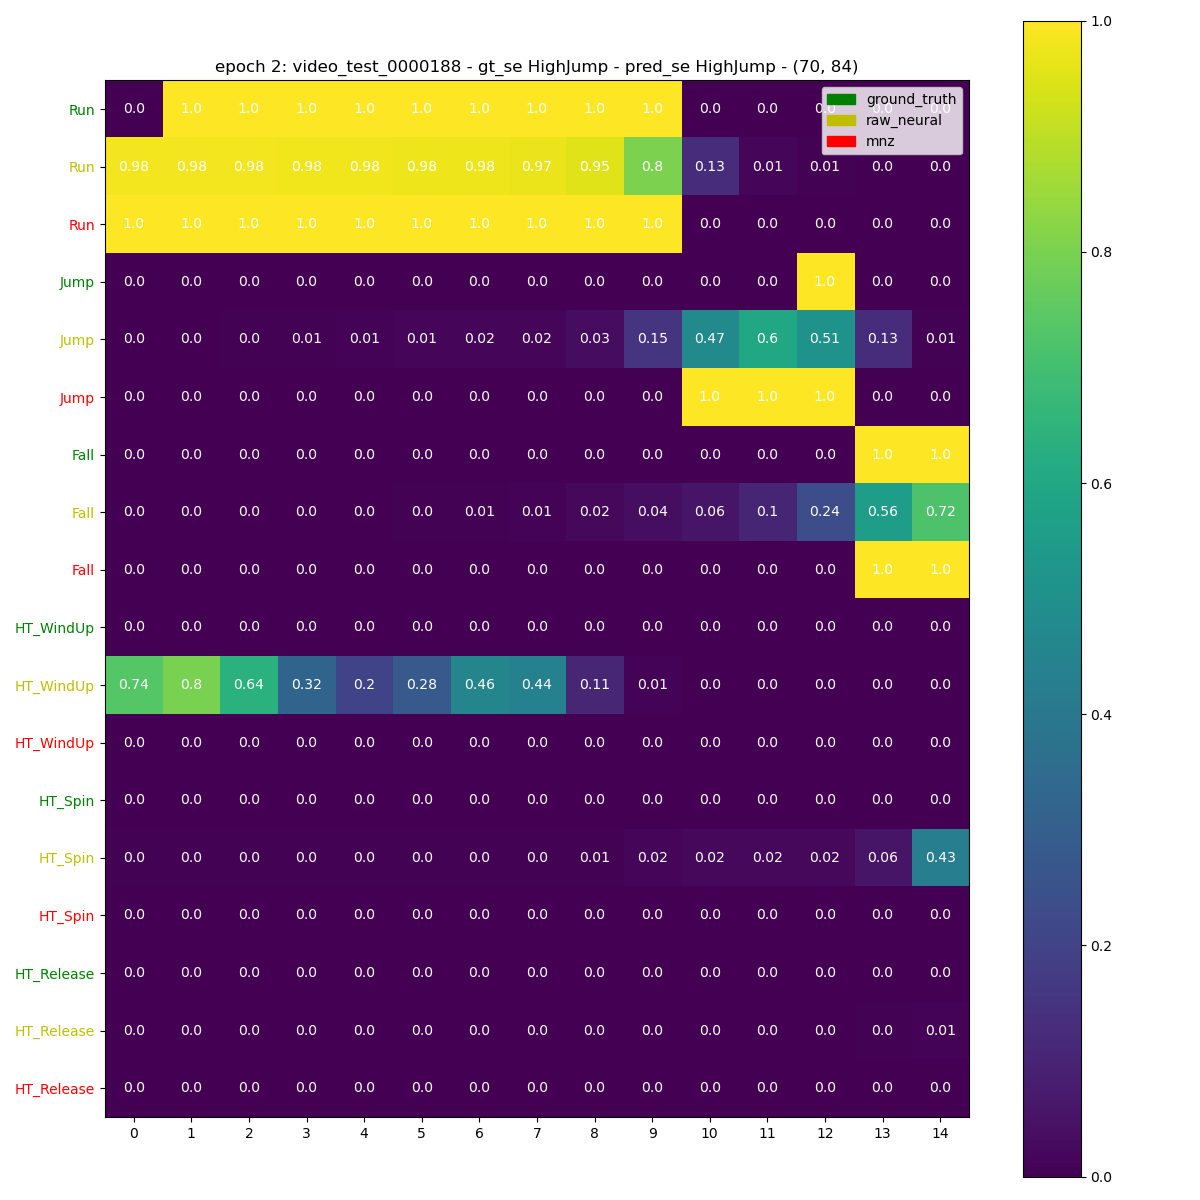 epoch 2: video_test_0000188 - gt_se HighJump - pred_se HighJump - (70, 84)
ground_truth
raw_neural
mnz
Run 0.0 1.0 1.0 1.0 1.0 1.0 1.0 1.0 1.0 1.0 0.0 0.0 0.0 0.0 0.0
Run 0.98 0.98 0.98 0.98 0.98 0.98 0.98 0.97 0.95 0.8 0.13 0.01 0.01 0.0 0.0
Run 1.0 1.0 1.0 1.0 1.0 1.0 1.0 1.0 1.0 1.0 0.0 0.0 0.0 0.0 0.0
Jump 0.0 0.0 0.0 0.0 0.0 0.0 0.0 0.0 0.0 0.0 0.0 0.0 1.0 0.0 0.0
Jump 0.0 0.0 0.0 0.01 0.01 0.01 0.02 0.02 0.03 0.15 0.47 0.6 0.51 0.13 0.01
Jump 0.0 0.0 0.0 0.0 0.0 0.0 0.0 0.0 0.0 0.0 1.0 1.0 1.0 0.0 0.0
Fall 0.0 0.0 0.0 0.0 0.0 0.0 0.0 0.0 0.0 0.0 0.0 0.0 0.0 1.0 1.0
Fall 0.0 0.0 0.0 0.0 0.0 0.0 0.01 0.01 0.02 0.04 0.06 0.1 0.24 0.56 0.72
Fall 0.0 0.0 0.0 0.0 0.0 0.0 0.0 0.0 0.0 0.0 0.0 0.0 0.0 1.0 1.0
HT_WindUp 0.0 0.0 0.0 0.0 0.0 0.0 0.0 0.0 0.0 0.0 0.0 0.0 0.0 0.0 0.0
HT_WindUp 0.74 0.8 0.64 0.32 0.2 0.28 0.46 0.44 0.11 0.01 0.0 0.0 0.0 0.0 0.0
HT_WindUp 0.0 0.0 0.0 0.0 0.0 0.0 0.0 0.0 0.0 0.0 0.0 0.0 0.0 0.0 0.0
HT_Spin 0.0 0.0 0.0 0.0 0.0 0.0 0.0 0.0 0.0 0.0 0.0 0.0 0.0 0.0 0.0
HT_Spin 0.0 0.0 0.0 0.0 0.0 0.0 0.0 0.0 0.01 0.02 0.02 0.02 0.02 0.06 0.43
HT_Spin 0.0 0.0 0.0 0.0 0.0 0.0 0.0 0.0 0.0 0.0 0.0 0.0 0.0 0.0 0.0
HT_Release 0.0 0.0 0.0 0.0 0.0 0.0 0.0 0.0 0.0 0.0 0.0 0.0 0.0 0.0 0.0
HT_Release 0.0 0.0 0.0 0.0 0.0 0.0 0.0 0.0 0.0 0.0 0.0 0.0 0.0 0.0 0.01
HT_Release 0.0 0.0 0.0 0.0 0.0 0.0 0.0 0.0 0.0 0.0 0.0 0.0 0.0 0.0 0.0
0 1 2 3 4 5 6 7 8 9 10 11 12 13 14
1.0
0.8
0.6
0.4
0.2
0.0